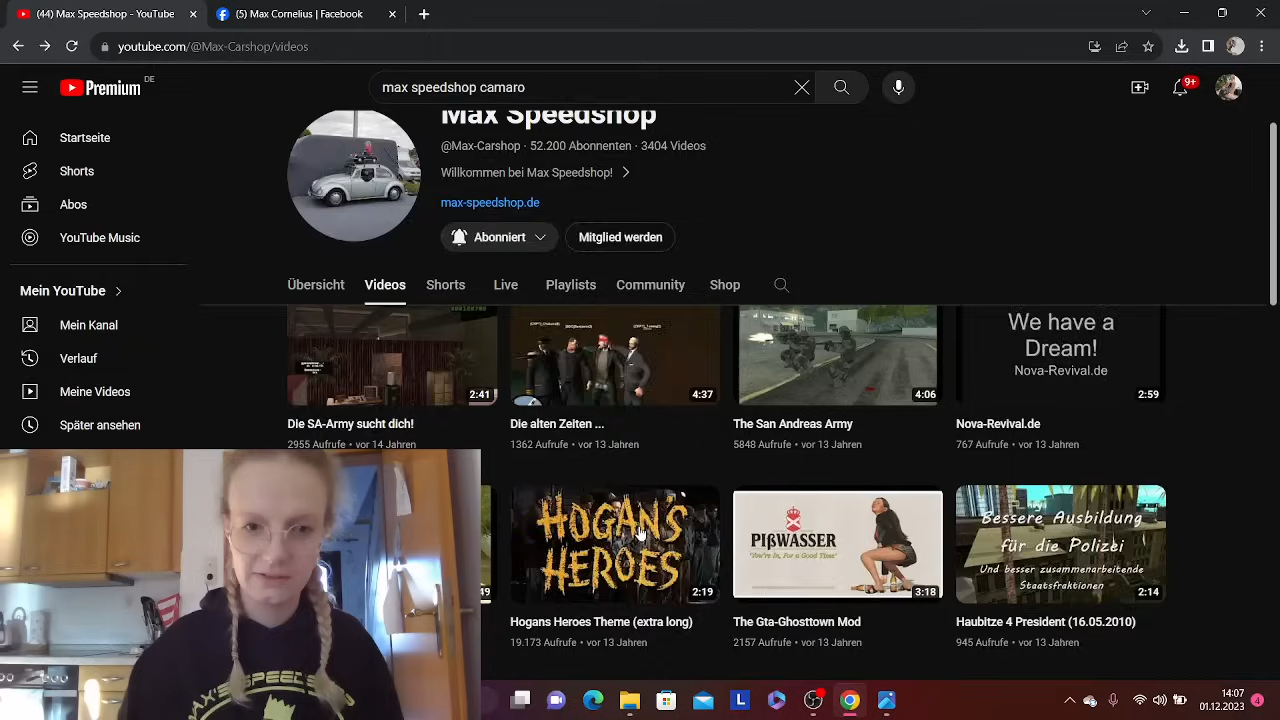 (44) Max Speedshop - YouTube
(5) Max Cornelius | Facebook
youtube.com/@Max-Carshop/videos
Premium DE
max speedshop camaro
9+
Startseite
Shorts
Abos
YouTube Music
Mein YouTube
Mein Kanal
Verlauf
Meine Videos
Später ansehen
Max Speedshop
@Max-Carshop · 52.200 Abonnenten · 3404 Videos
Willkommen bei Max Speedshop!
max-speedshop.de
Abonniert
Mitglied werden
Übersicht Videos Shorts Live Playlists Community Shop
2:41
Die SA-Army sucht dich!
2955 Aufrufe · vor 14 Jahren
4:37
Die alten Zeiten ...
1362 Aufrufe · vor 13 Jahren
4:06
The San Andreas Army
5848 Aufrufe · vor 13 Jahren
We have a
Dream!
Nova-Revival.de
2:59
Nova-Revival.de
767 Aufrufe · vor 13 Jahren
HOGAN'S
HEROES
2:19
Hogans Heroes Theme (extra long)
19.173 Aufrufe · vor 13 Jahren
PIßWASSER
"You're In, For a Good Time"
3:18
The Gta-Ghosttown Mod
2157 Aufrufe · vor 13 Jahren
Bessere Ausbildung
für die Polizei
Und besser zusammenarbeitende
Staatsfraktionen
2:14
Haubitze 4 President (16.05.2010)
945 Aufrufe · vor 13 Jahren
L
14:07
01.12.2023
4